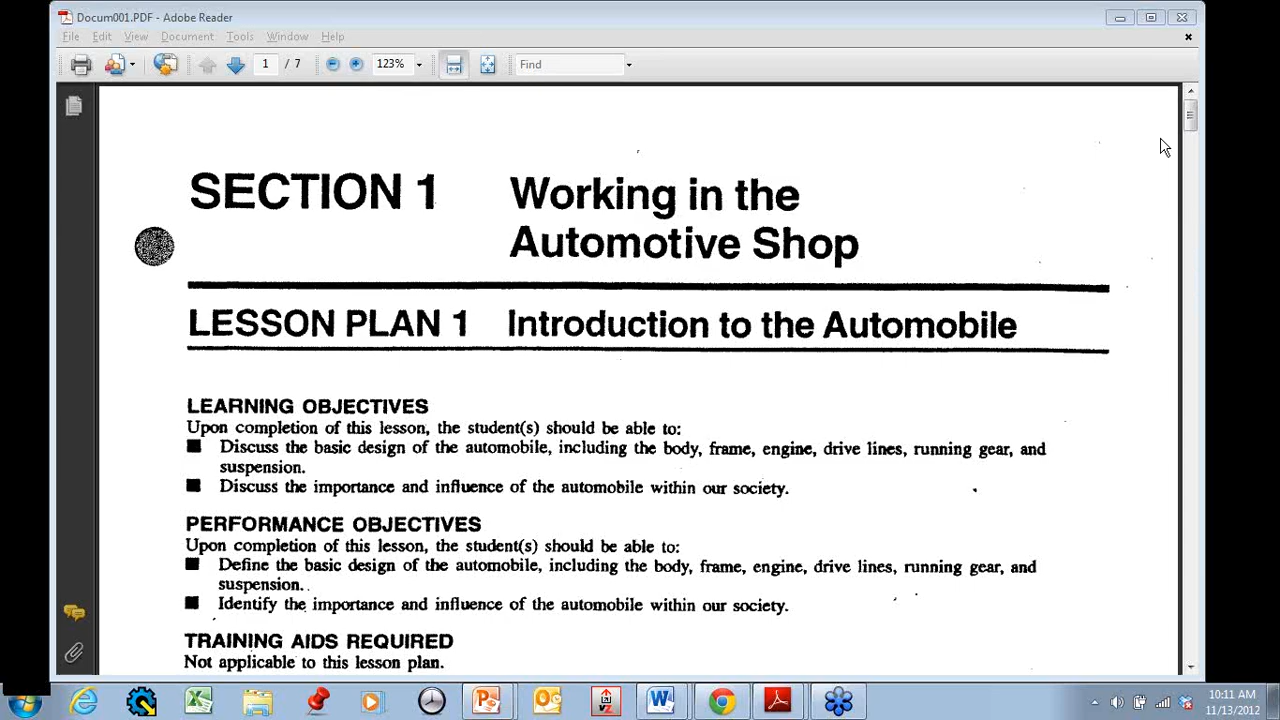 Docum001.PDF - Adobe Reader
File Edit View Document Tools Window Help
1 / 7 123% Find
SECTION 1 Working in the
Automotive Shop
LESSON PLAN 1 Introduction to the Automobile
LEARNING OBJECTIVES
Upon completion of this lesson, the student(s) should be able to:
■ Discuss the basic design of the automobile, including the body, frame, engine, drive lines, running gear, and
suspension.
■ Discuss the importance and influence of the automobile within our society.
PERFORMANCE OBJECTIVES
Upon completion of this lesson, the student(s) should be able to:
■ Define the basic design of the automobile, including the body, frame, engine, drive lines, running gear, and
suspension.
■ Identify the importance and influence of the automobile within our society.
TRAINING AIDS REQUIRED
Not applicable to this lesson plan.
10:11 AM
11/13/2012